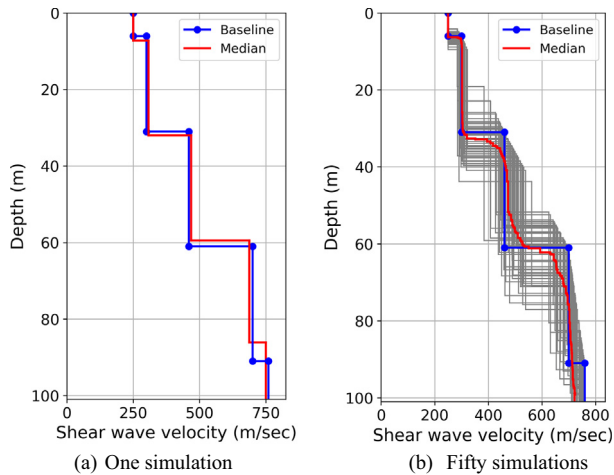 0
20
40
60
80
100
Depth (m)
Baseline
Median
0
250
500
750
Shear wave velocity (m/sec)
(a) One simulation
0
20
40
60
80
100
Depth (m)
Baseline
Median
0
200
400
600
800
Shear wave velocity (m/sec)
(b) Fifty simulations